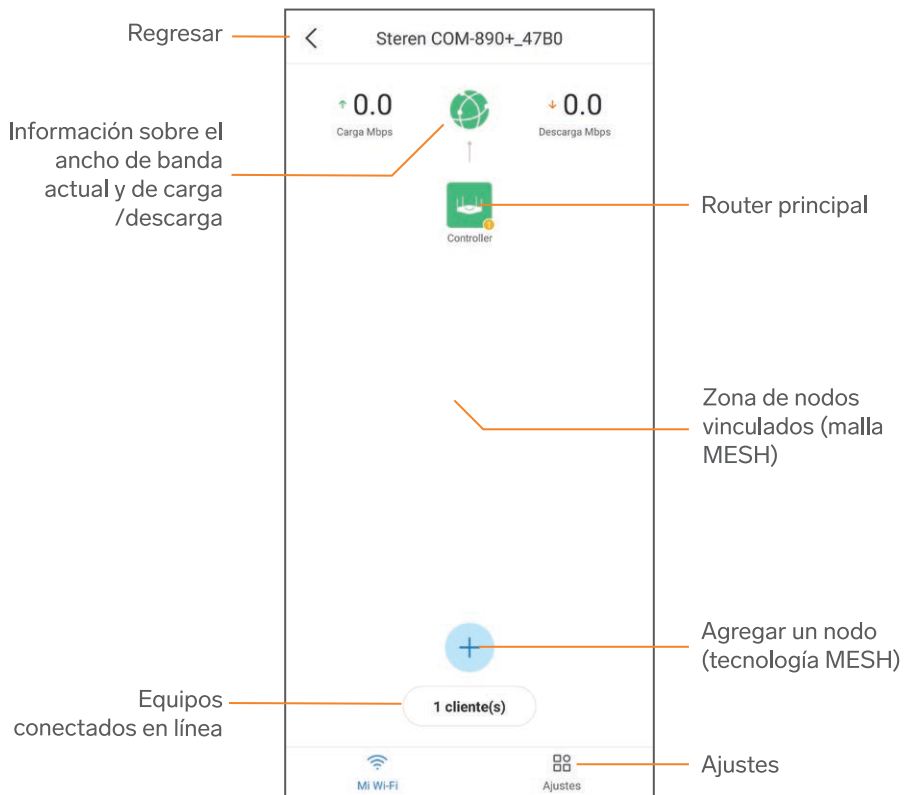 Regresar
Steren COM-890+_47B0
↑ 0.0
Carga Mbps
↓ 0.0
Descarga Mbps
Información sobre el
ancho de banda
actual y de carga
/descarga
Controller
Router principal
Zona de nodos
vinculados (malla
MESH)
Agregar un nodo
(tecnología MESH)
Equipos
conectados en línea
1 cliente(s)
Mi Wi-Fi
Ajustes
Ajustes